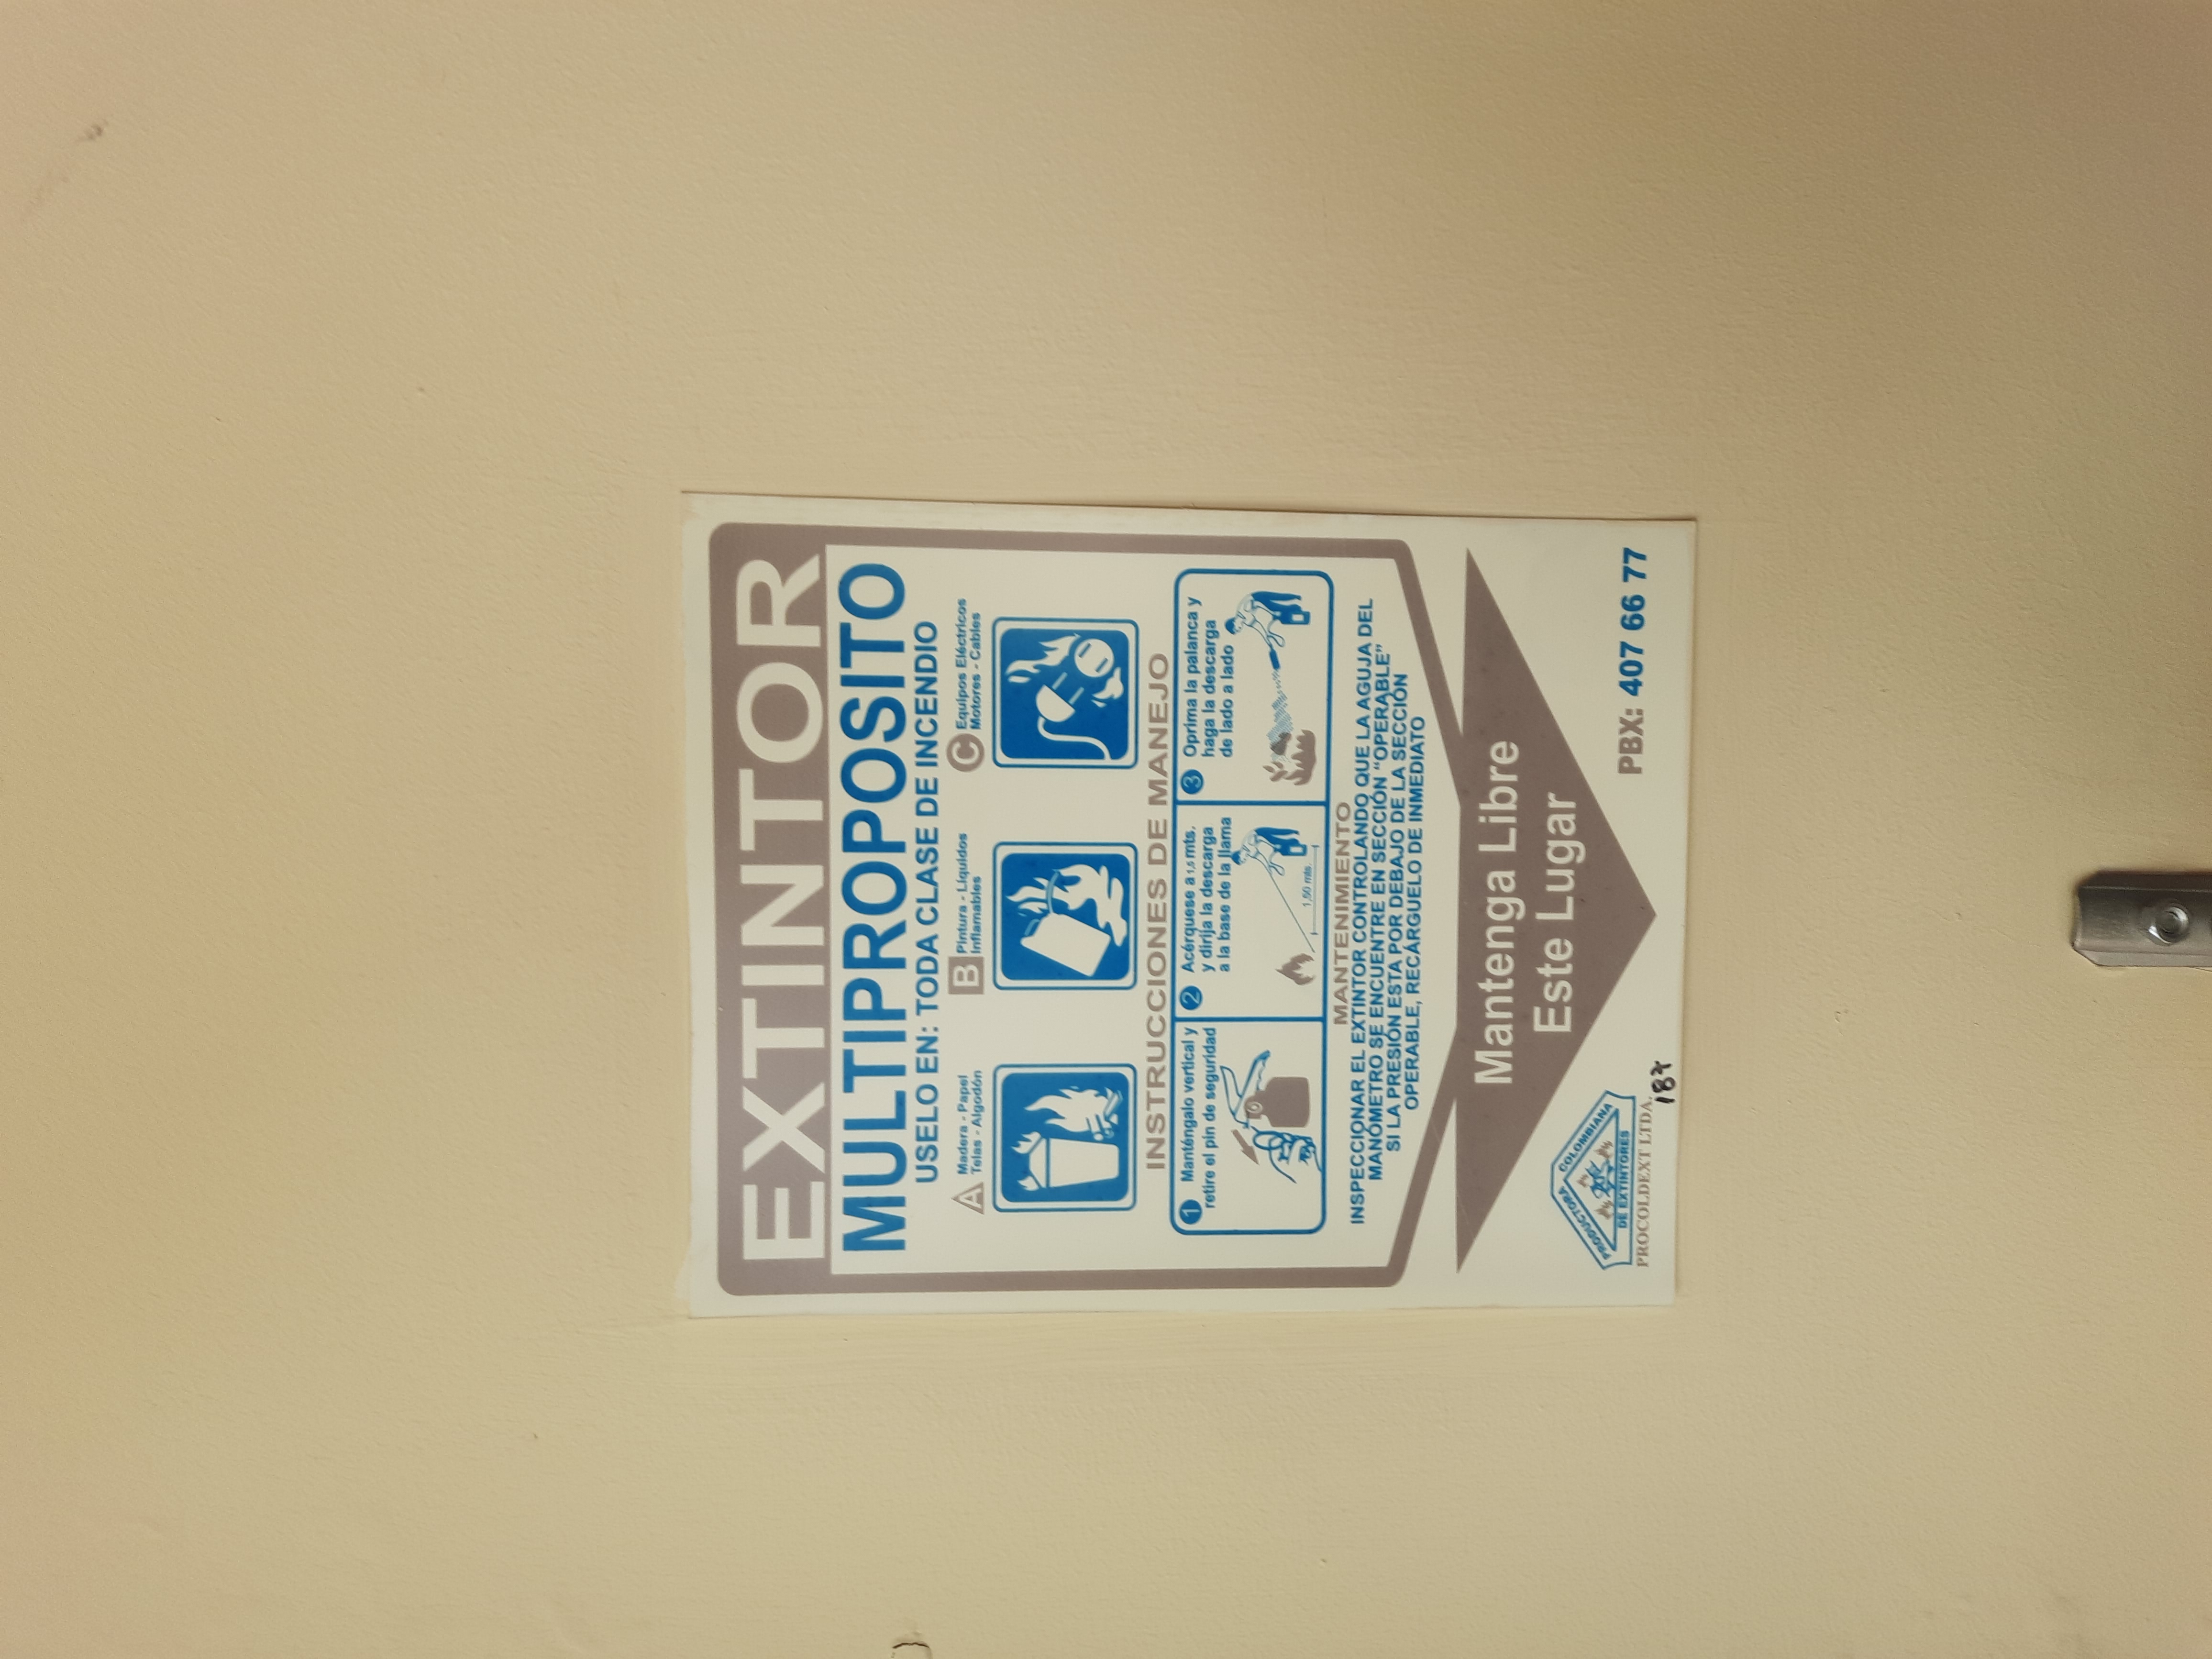 EXTINTOR
MULTIPROPOSITO
USELO EN: TODA CLASE DE INCENDIO
A Madera - Papel
Telas - Algodón
B Pintura - Líquidos
Inflamables
C Equipos Eléctricos
Motores - Cables
INSTRUCCIONES DE MANEJO
1 Manténgalo vertical y
retire el pin de seguridad
2 Acérquese a 1,5 mts.
y dirija la descarga
a la base de la llama
1,50 mts.
3 Oprima la palanca y
haga la descarga
de lado a lado
MANTENIMIENTO
INSPECCIONAR EL EXTINTOR CONTROLANDO QUE LA AGUJA DEL
MANÓMETRO SE ENCUENTRE EN SECCIÓN “OPERABLE”
SI LA PRESIÓN ESTA POR DEBAJO DE LA SECCIÓN
OPERABLE, RECÁRGUELO DE INMEDIATO
Mantenga Libre
Este Lugar
PRODUCTORA COLOMBIANA
DE EXTINTORES
PROCOLDEXT LTDA.
187
PBX: 407 66 77